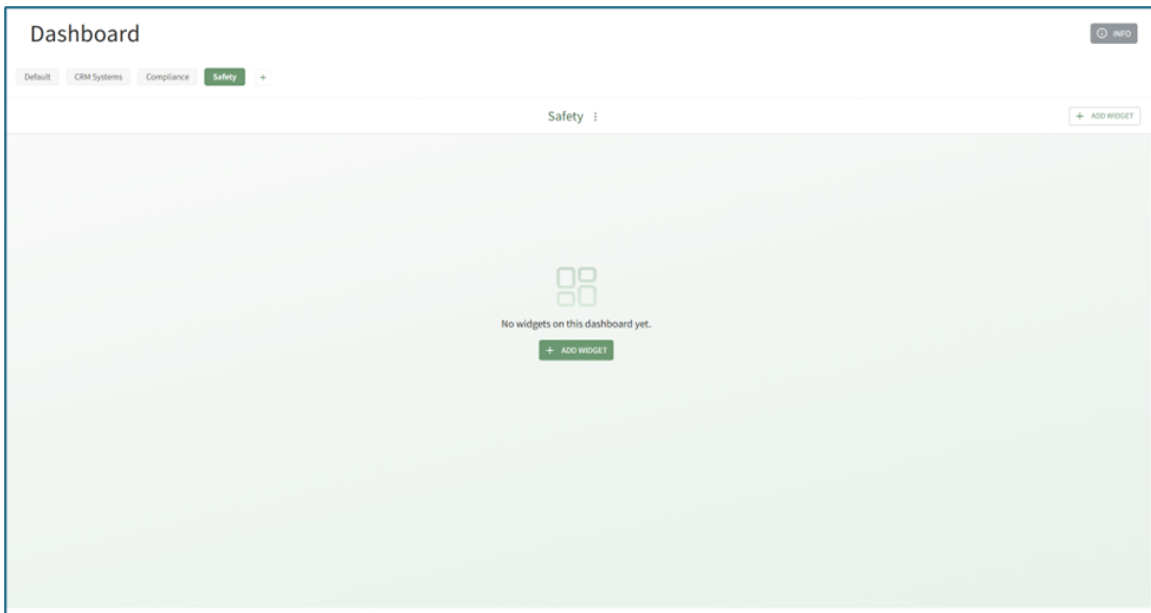 Dashboard
INFO
Default CRM Systems Compliance Safety +
Safety
+ ADD WIDGET
No widgets on this dashboard yet.
+ ADD WIDGET